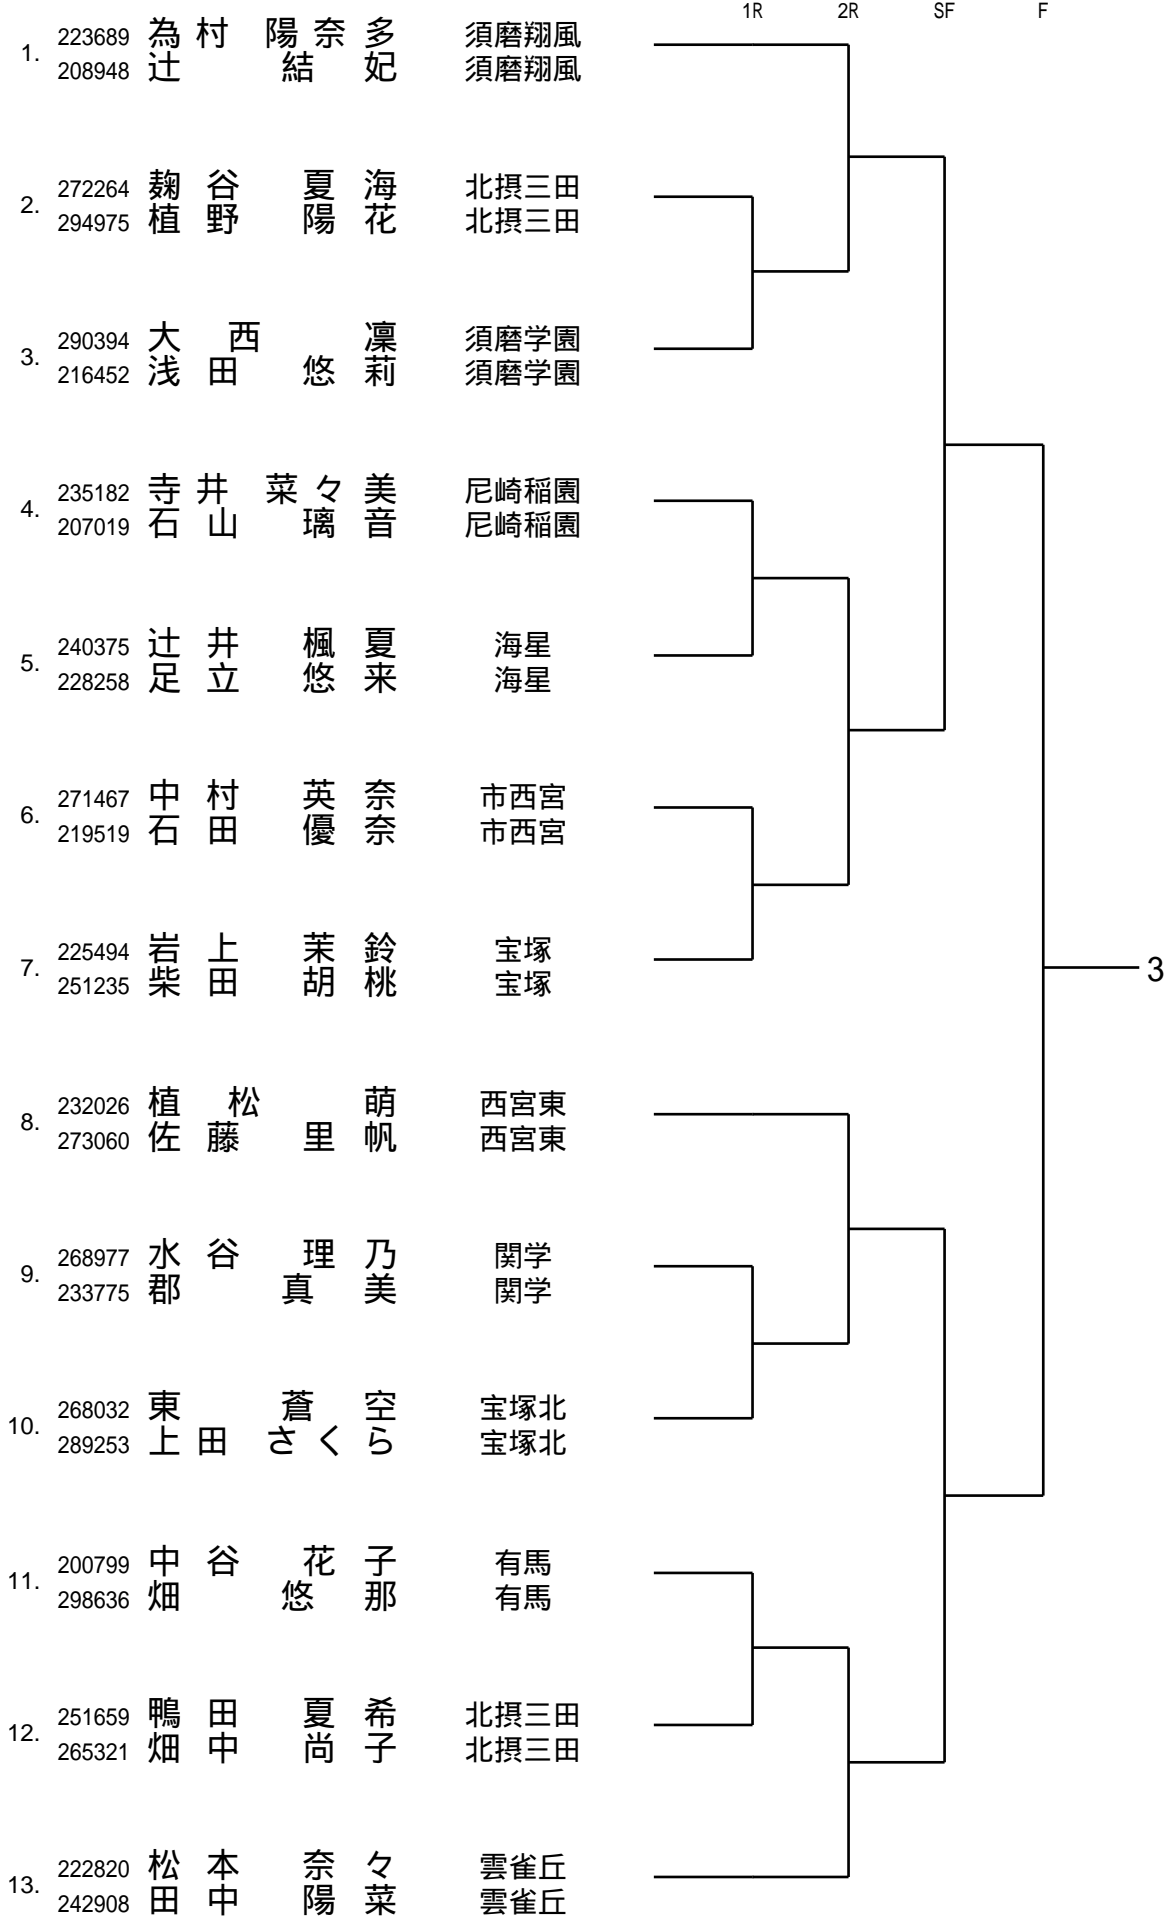 1R 2R SF F
1. 223689 為村 陽奈多 須磨翔風
208948 辻 結妃 須磨翔風
2. 272264 麹谷 夏海 北摂三田
294975 植野 陽花 北摂三田
3. 290394 大西 凜 須磨学園
216452 浅田 悠莉 須磨学園
4. 235182 寺井 菜々美 尼崎稲園
207019 石山 璃音 尼崎稲園
5. 240375 辻井 楓夏 海星
228258 足立 悠来 海星
6. 271467 中村 英奈 市西宮
219519 石田 優奈 市西宮
7. 225494 岩上 茉鈴 宝塚
251235 柴田 胡桃 宝塚
3
8. 232026 植松 萌 西宮東
273060 佐藤 里帆 西宮東
9. 268977 水谷 理乃 関学
233775 郡 真美 関学
10. 268032 東 蒼空 宝塚北
289253 上田 さくら 宝塚北
11. 200799 中谷 花子 有馬
298636 畑 悠那 有馬
12. 251659 鴨田 夏希 北摂三田
265321 畑中 尚子 北摂三田
13. 222820 松本 奈々 雲雀丘
242908 田中 陽菜 雲雀丘